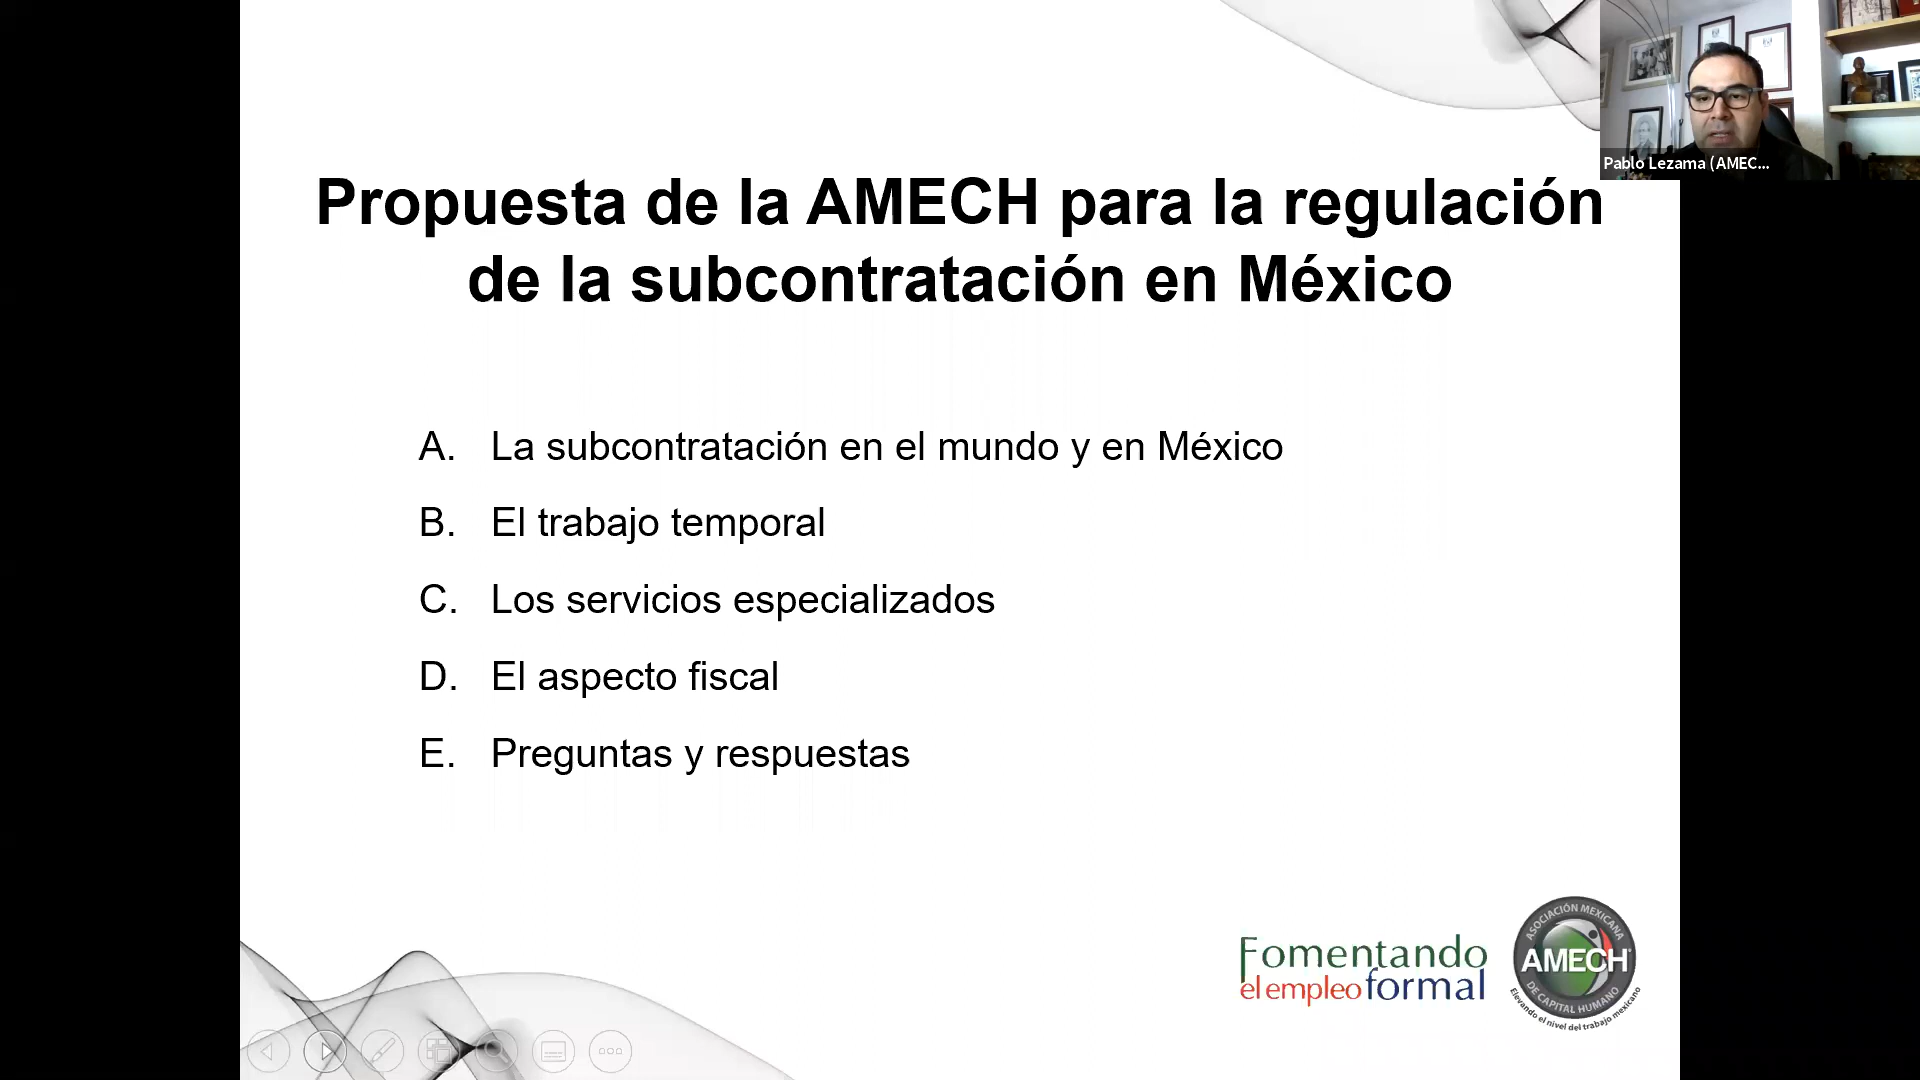 Pablo Lezama (AMEC...
Propuesta de la AMECH para la regulación
de la subcontratación en México
A. La subcontratación en el mundo y en México
B. El trabajo temporal
C. Los servicios especializados
D. El aspecto fiscal
E. Preguntas y respuestas
Fomentando
el empleo formal
ASOCIACIÓN MEXICANA
AMECH
DE CAPITAL HUMANO
Elevando el nivel del trabajo mexicano